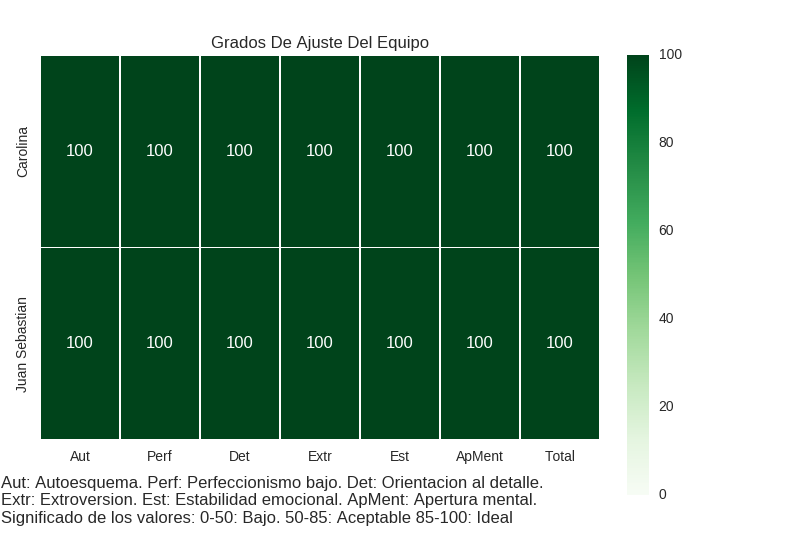 Grados De Ajuste Del Equipo
Carolina
100 100 100 100 100 100 100
Juan Sebastian
100 100 100 100 100 100 100
Aut Perf Det Extr Est ApMent Total
100
80
60
40
20
0
Aut: Autoesquema. Perf: Perfeccionismo bajo. Det: Orientacion al detalle.
Extr: Extroversion. Est: Estabilidad emocional. ApMent: Apertura mental.
Significado de los valores: 0-50: Bajo. 50-85: Aceptable 85-100: Ideal